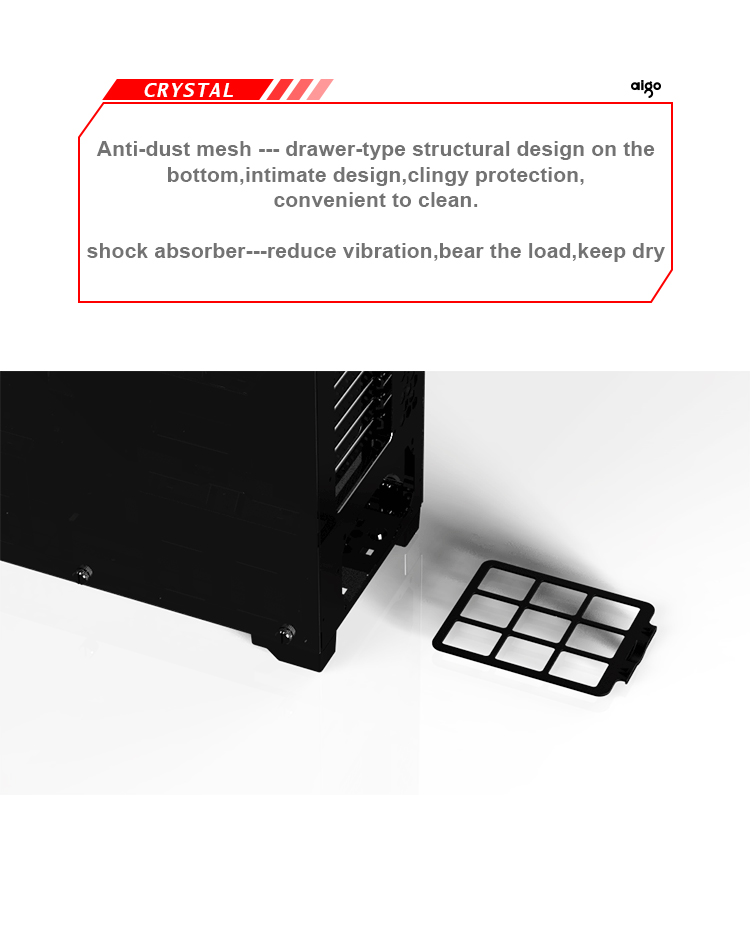 CRYSTAL
aigo
Anti-dust mesh --- drawer-type structural design on the
bottom,intimate design,clingy protection,
convenient to clean.
shock absorber---reduce vibration,bear the load,keep dry